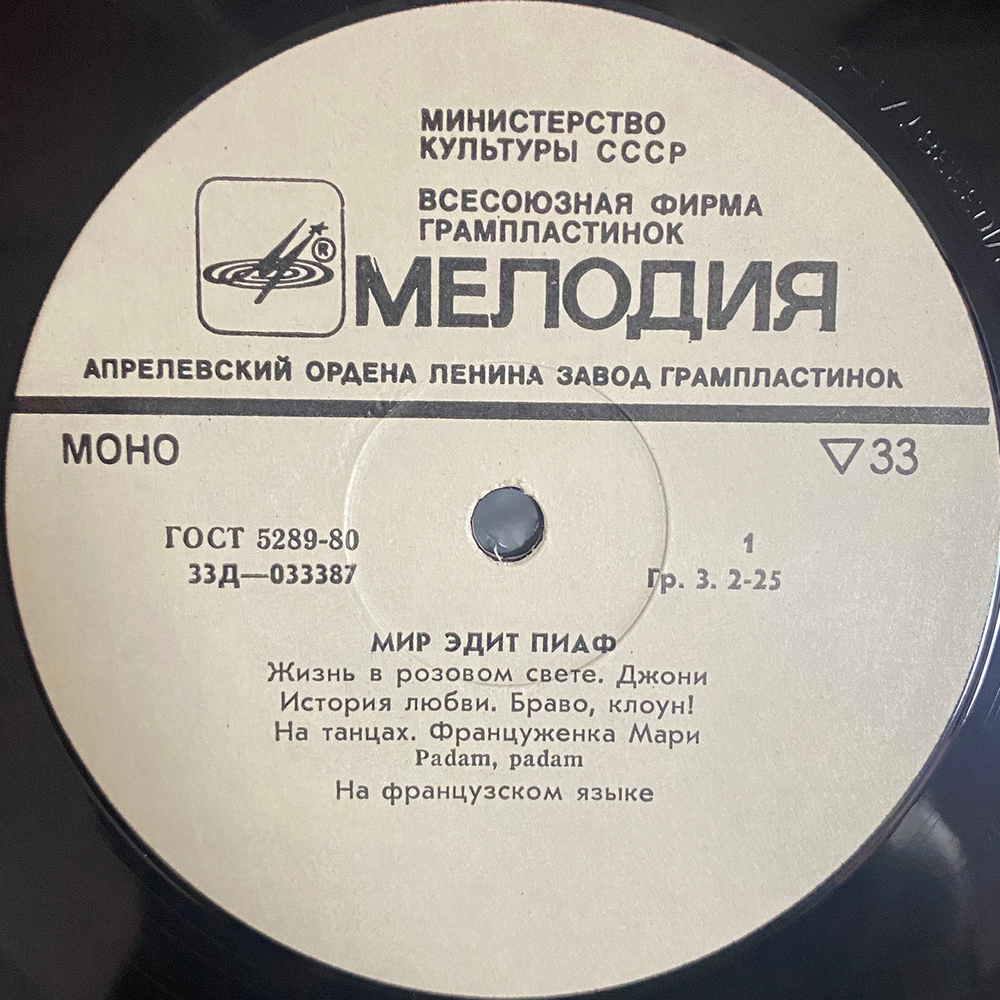 МИНИСТЕРСТВО
КУЛЬТУРЫ СССР
ВСЕСОЮЗНАЯ ФИРМА
ГРАМПЛАСТИНОК
®
МЕЛОДИЯ
АПРЕЛЕВСКИЙ ОРДЕНА ЛЕНИНА ЗАВОД ГРАМПЛАСТИНОК
МОНО
▽33
ГОСТ 5289-80
33Д—033387
1
Гр. 3. 2-25
МИР ЭДИТ ПИАФ
Жизнь в розовом свете. Джони
История любви. Браво, клоун!
На танцах. Француженка Мари
Padam, padam
На французском языке